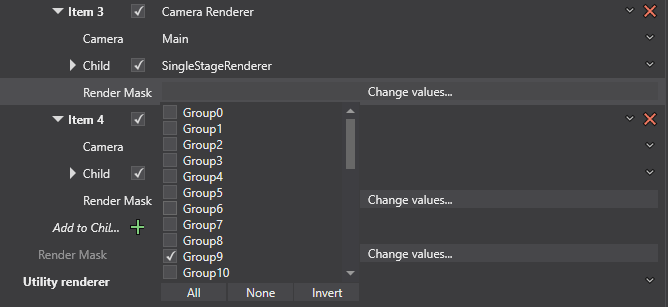 Item 3 Camera Renderer
Camera Main
Child SingleStageRenderer
Render Mask Change values...
Item 4
Group0
Group1
Group2
Camera
Group3
Group4
Child
Group5
Render Mask Change values...
Group6
Add to Chil...
Group7
Group8
Render Mask Change values...
Group9
Group10
Utility renderer
All None Invert